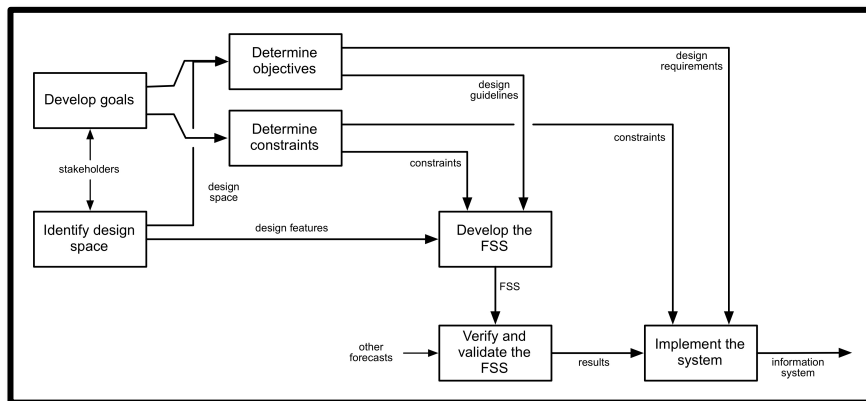 Determine
objectives
design
requirements
Develop goals
design
guidelines
Determine
constraints
constraints
constraints
stakeholders
design
space
Identify design
space
design features
Develop the
FSS
FSS
other
forecasts
Verify and
validate the
FSS
results
Implement the
system
information
system